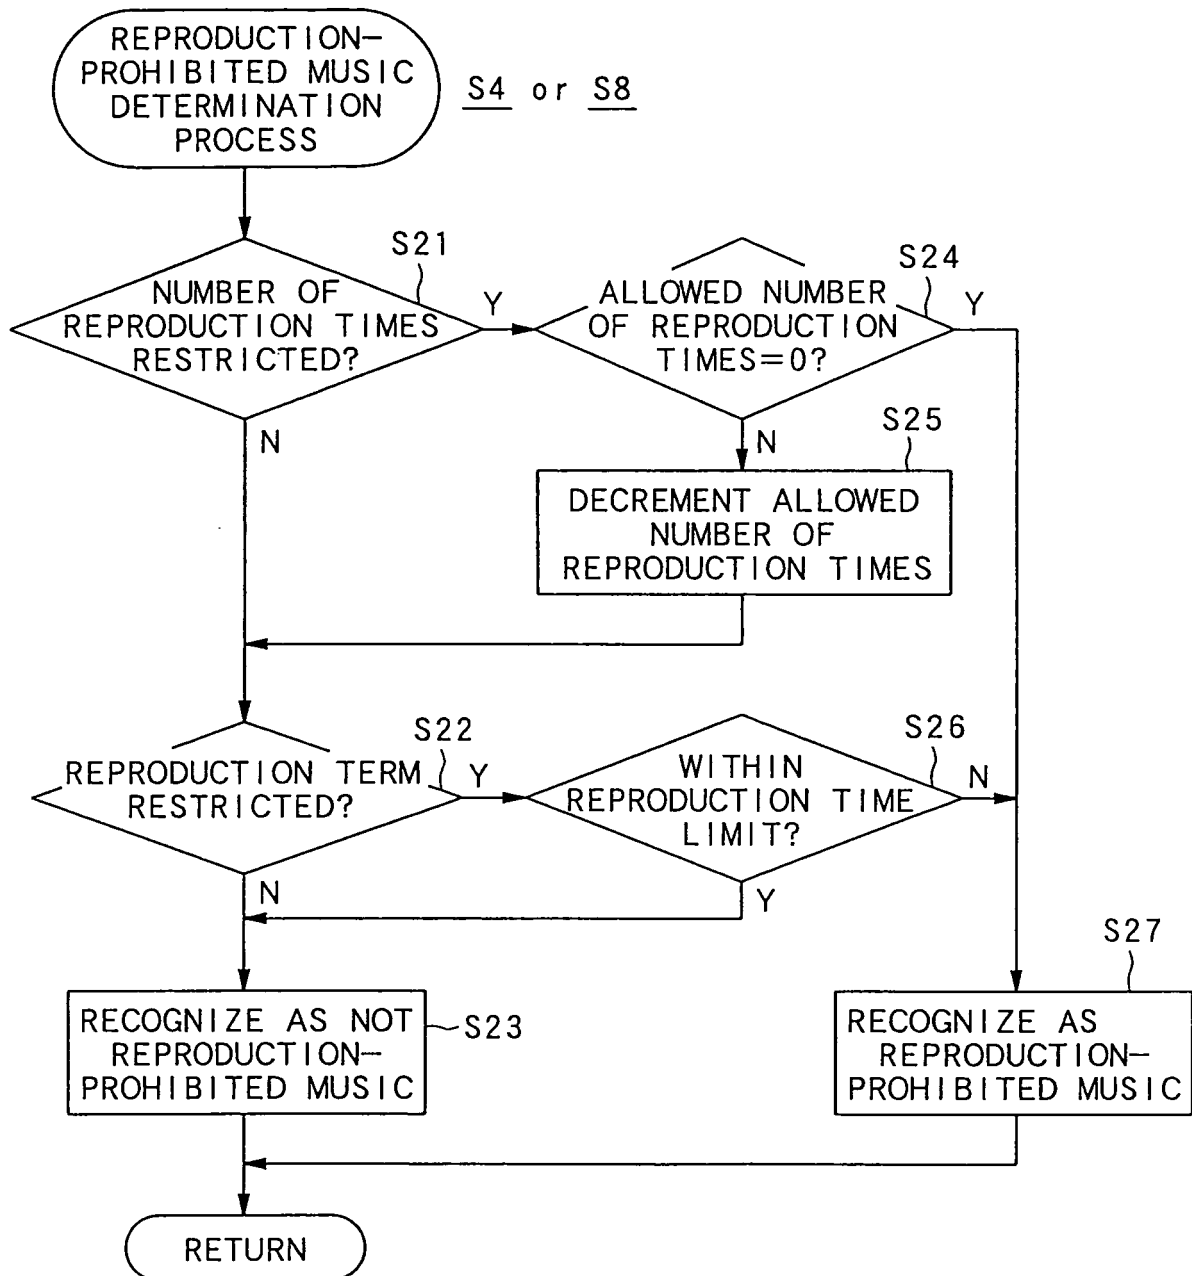 REPRODUCTION-
PROHIBITED MUSIC
DETERMINATION
PROCESS
S4 or S8
S21
NUMBER OF
REPRODUCTION TIMES
RESTRICTED?
Y
N
S24
ALLOWED NUMBER
OF REPRODUCTION
TIMES=0?
Y
N
S25
DECREMENT ALLOWED
NUMBER OF
REPRODUCTION TIMES
S22
REPRODUCTION TERM
RESTRICTED?
Y
N
S26
WITHIN
REPRODUCTION TIME
LIMIT?
N
Y
RECOGNIZE AS NOT
REPRODUCTION-
PROHIBITED MUSIC
S23
S27
RECOGNIZE AS
REPRODUCTION-
PROHIBITED MUSIC
RETURN